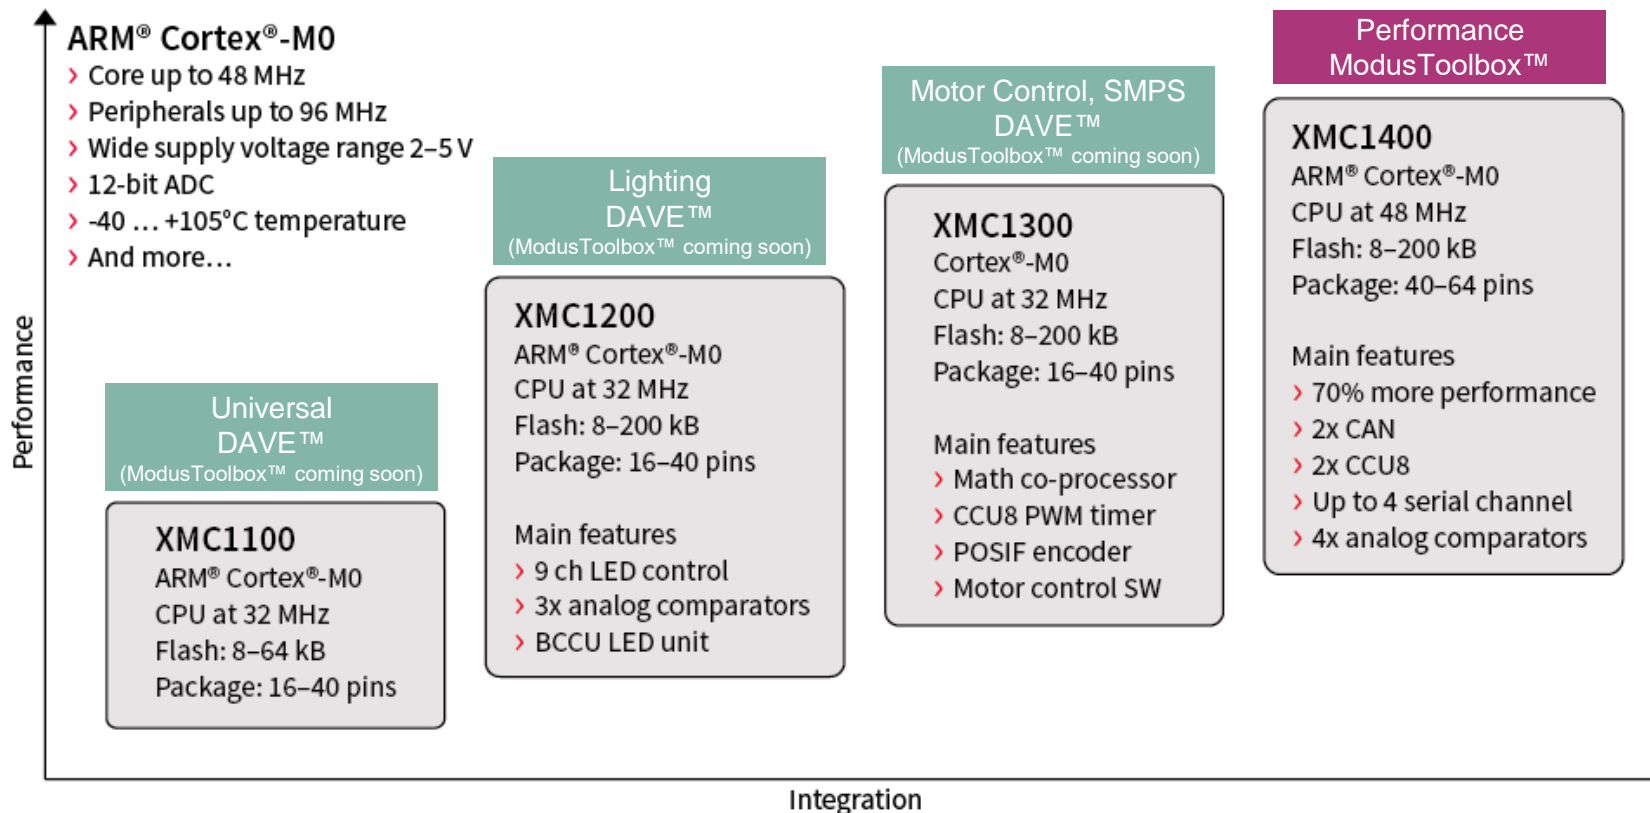 ARM® Cortex®-M0
› Core up to 48 MHz
› Peripherals up to 96 MHz
› Wide supply voltage range 2–5 V
› 12-bit ADC
› -40 … +105°C temperature
› And more…
Performance
Universal
DAVE™
(ModusToolbox™ coming soon)
XMC1100
ARM® Cortex®-M0
CPU at 32 MHz
Flash: 8–64 kB
Package: 16–40 pins
Lighting
DAVE™
(ModusToolbox™ coming soon)
XMC1200
ARM® Cortex®-M0
CPU at 32 MHz
Flash: 8–200 kB
Package: 16–40 pins
Main features
› 9 ch LED control
› 3x analog comparators
› BCCU LED unit
Motor Control, SMPS
DAVE™
(ModusToolbox™ coming soon)
XMC1300
Cortex®-M0
CPU at 32 MHz
Flash: 8–200 kB
Package: 16–40 pins
Main features
› Math co-processor
› CCU8 PWM timer
› POSIF encoder
› Motor control SW
Performance
ModusToolbox™
XMC1400
ARM® Cortex®-M0
CPU at 48 MHz
Flash: 8–200 kB
Package: 40–64 pins
Main features
› 70% more performance
› 2x CAN
› 2x CCU8
› Up to 4 serial channel
› 4x analog comparators
Integration